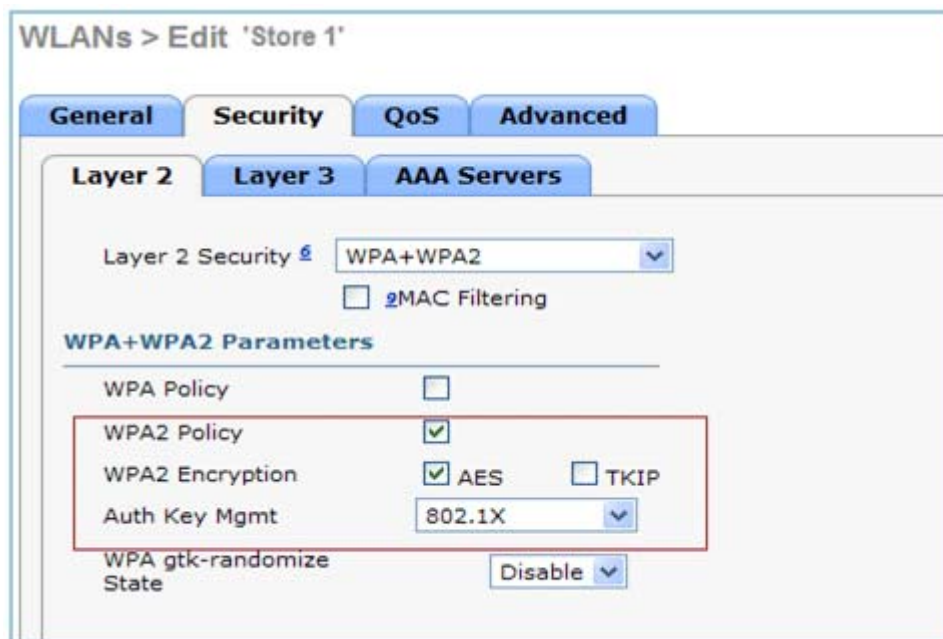 WLANs > Edit 'Store 1'
General Security QoS Advanced
Layer 2 Layer 3 AAA Servers
Layer 2 Security 6 WPA+WPA2
9MAC Filtering
WPA+WPA2 Parameters
WPA Policy
WPA2 Policy
WPA2 Encryption AES TKIP
Auth Key Mgmt 802.1X
WPA gtk-randomize
State Disable